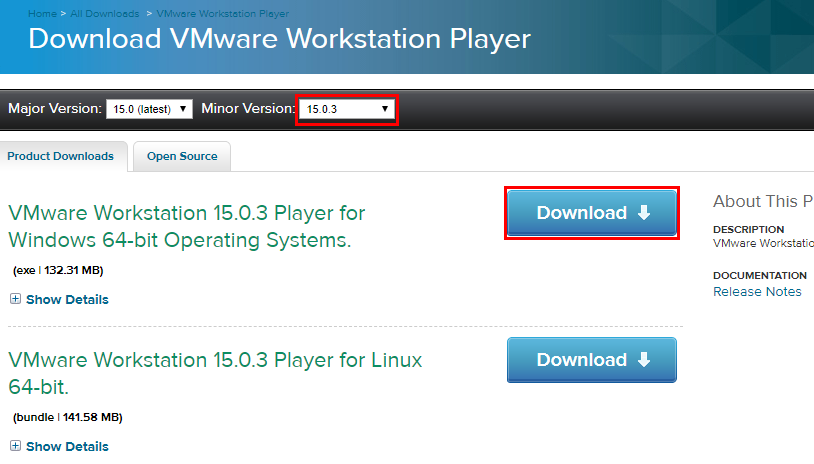 Home > All Downloads > VMware Workstation Player
Download VMware Workstation Player
Major Version: 15.0 (latest) Minor Version: 15.0.3
Product Downloads Open Source
VMware Workstation 15.0.3 Player for
Windows 64-bit Operating Systems.
(exe | 132.31 MB)
Show Details
Download
VMware Workstation 15.0.3 Player for Linux
64-bit.
(bundle | 141.58 MB)
Show Details
Download
About This P
DESCRIPTION
VMware Workstatio
DOCUMENTATION
Release Notes